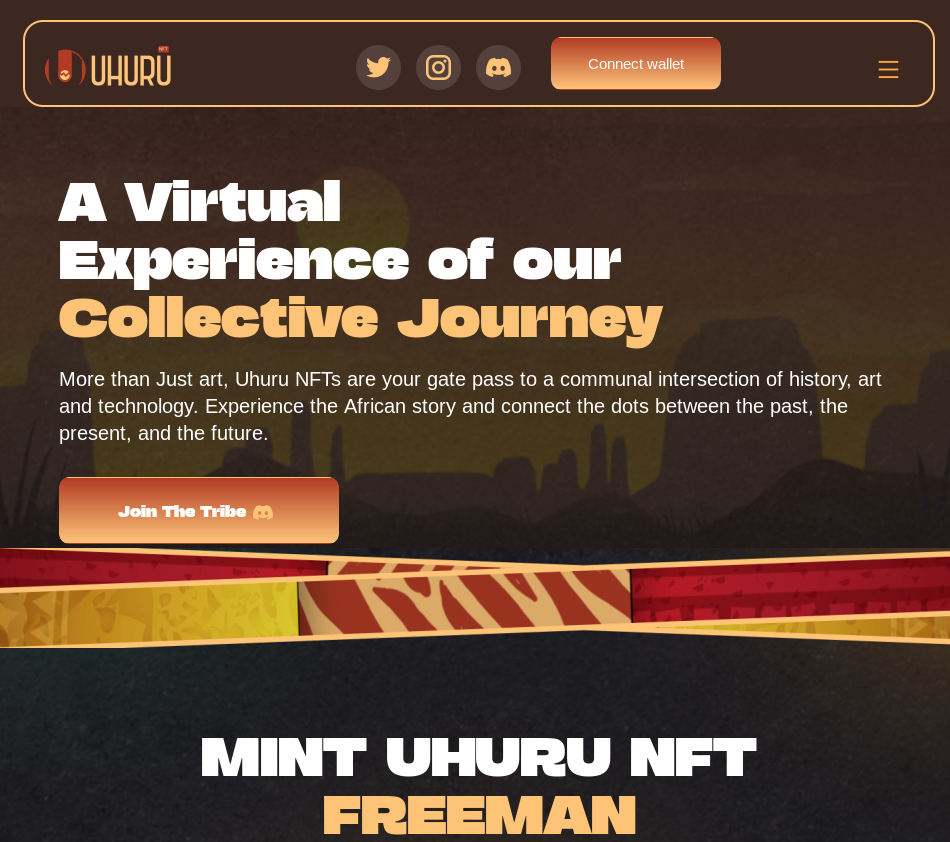 UHURU
NFT
Connect wallet
A Virtual
Experience of our
Collective Journey
More than Just art, Uhuru NFTs are your gate pass to a communal intersection of history, art
and technology. Experience the African story and connect the dots between the past, the
present, and the future.
Join The Tribe
MINT UHURU NFT
FREEMAN